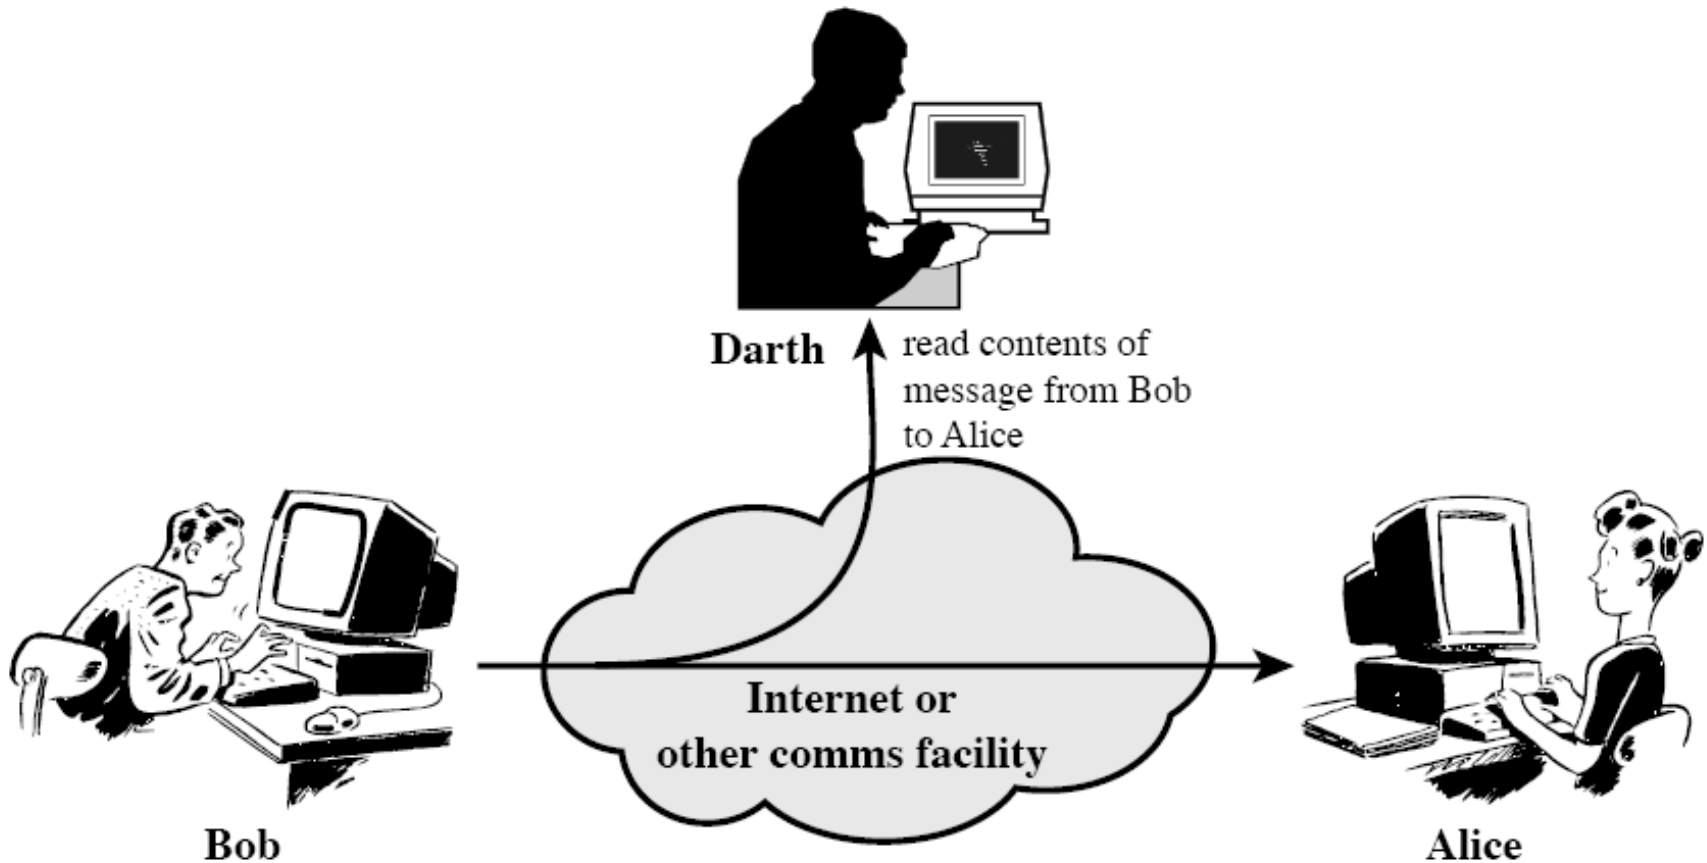 Darth
read contents of
message from Bob
to Alice
Internet or
other comms facility
Bob
Alice